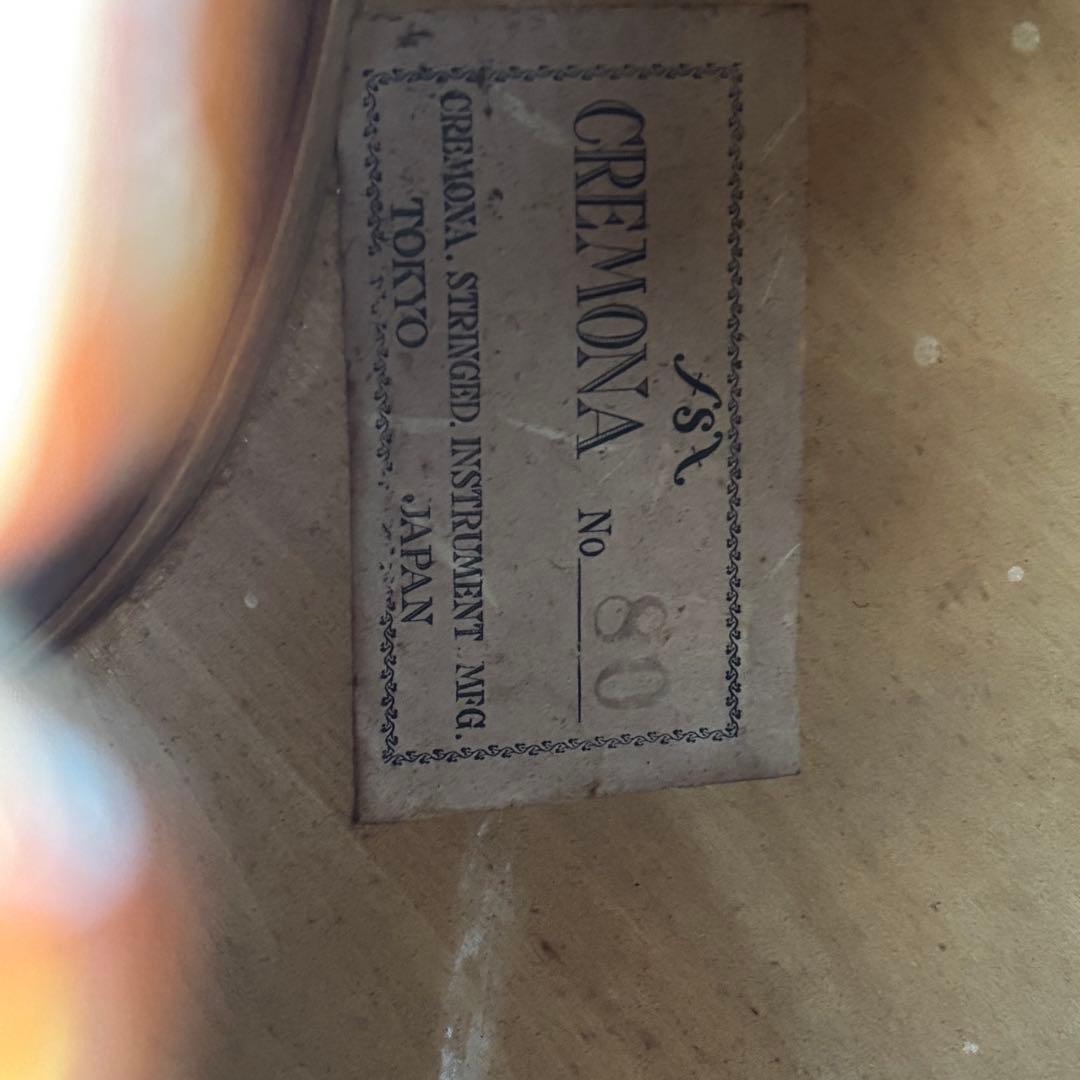 CREMONA No 80
CREMONA. STRINGED. INSTRUMENT MFG.
TOKYO JAPAN